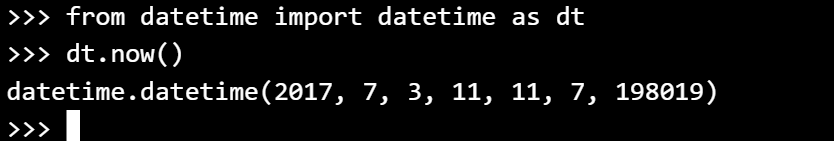 >>> from datetime import datetime as dt
>>> dt.now()
datetime.datetime(2017, 7, 3, 11, 11, 7, 198019)
>>>